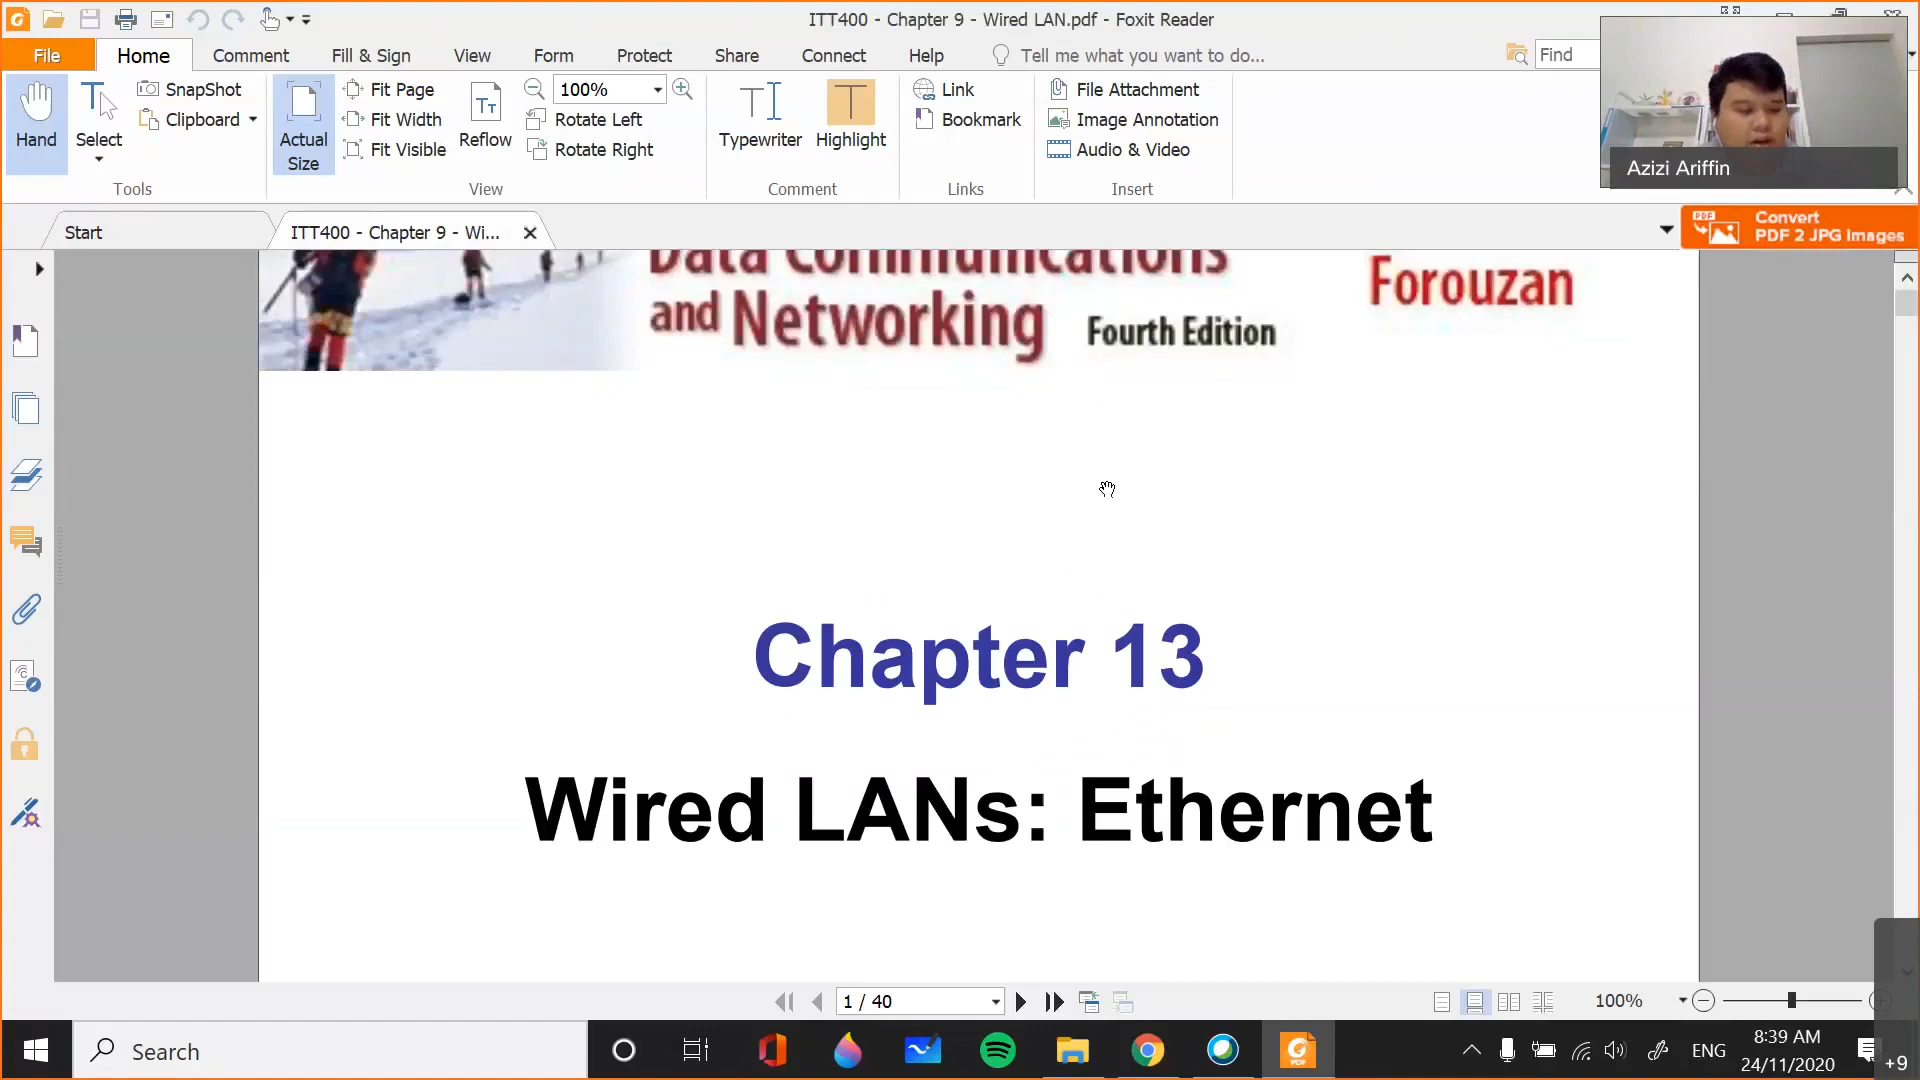 ITT400 - Chapter 9 - Wired LAN.pdf - Foxit Reader
File Home Comment Fill & Sign View Form Protect Share Connect Help Tell me what you want to do... Find
Hand
Select
SnapShot
Clipboard
Tools
Actual
Size
Fit Page
Fit Width
Fit Visible
Reflow
100%
Rotate Left
Rotate Right
View
Typewriter
Highlight
Comment
Link
Bookmark
Links
File Attachment
Image Annotation
Audio & Video
Insert
Azizi Ariffin
Start
ITT400 - Chapter 9 - Wi...
PDF
Convert
PDF 2 JPG Images
Data Communications
and Networking Fourth Edition
Forouzan
Chapter 13
Wired LANs: Ethernet
1 / 40
100%
Search
PDF
ENG
8:39 AM
24/11/2020
+9